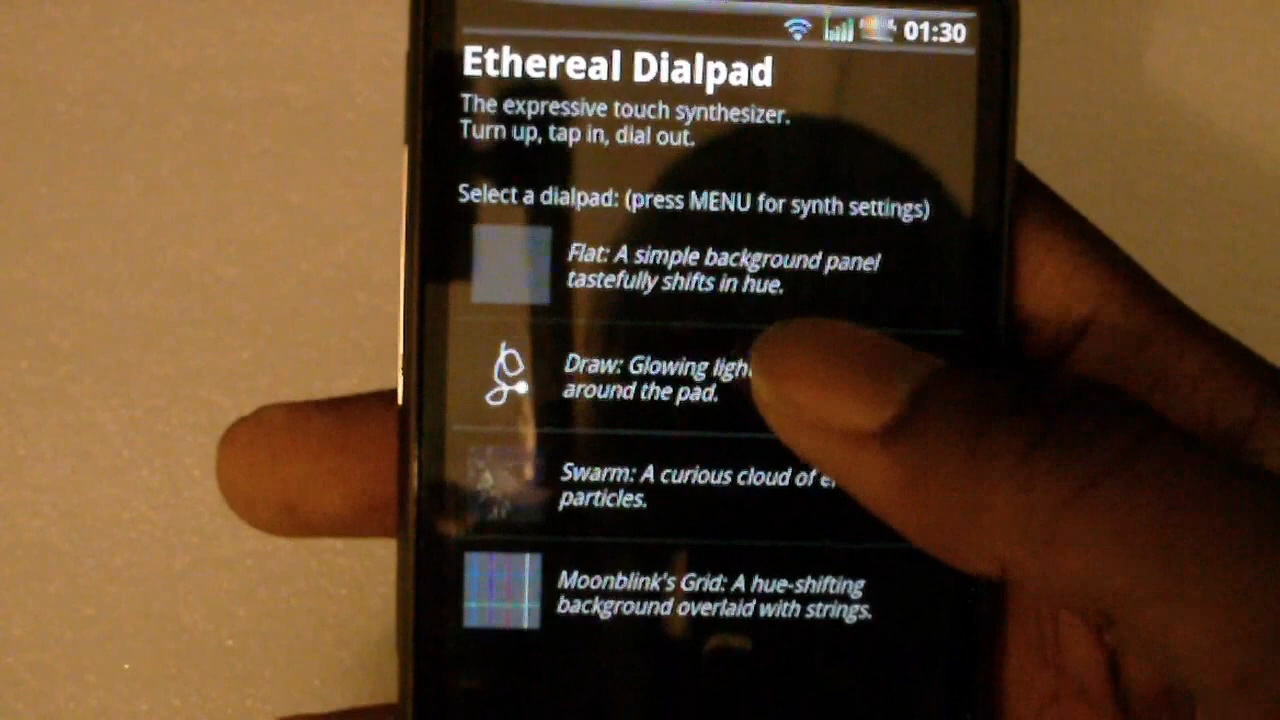 01:30
Ethereal Dialpad
The expressive touch synthesizer.
Turn up, tap in, dial out.
Select a dialpad: (press MENU for synth settings)
Flat: A simple background panel
tastefully shifts in hue.
Draw: Glowing
around the pad.
Swarm: A curious cloud of
particles.
Moonblink's Grid: A hue-shifting
background overlaid with strings.